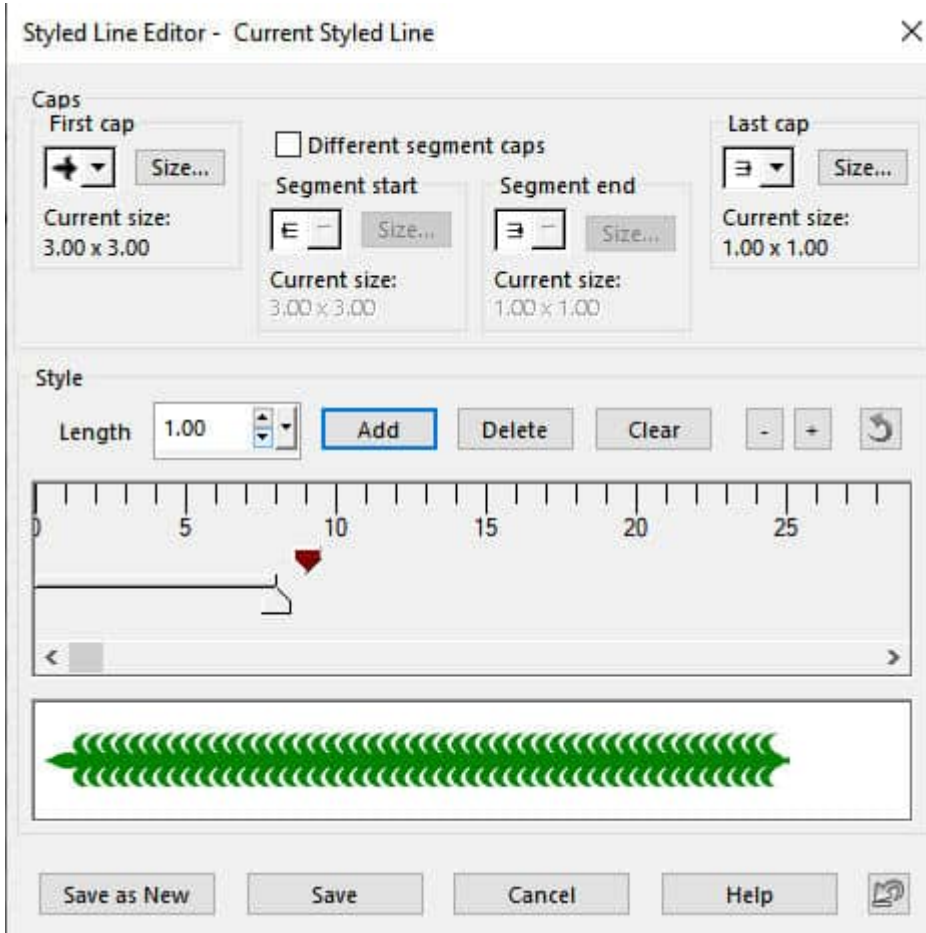 Styled Line Editor - Current Styled Line
Caps
First cap
Size...
Current size:
3.00 x 3.00
Different segment caps
Segment start
Size...
Current size:
3.00 x 3.00
Segment end
Size...
Current size:
1.00 x 1.00
Last cap
Size...
Current size:
1.00 x 1.00
Style
Length 1.00 Add Delete Clear - +
0 5 10 15 20 25
Save as New Save Cancel Help